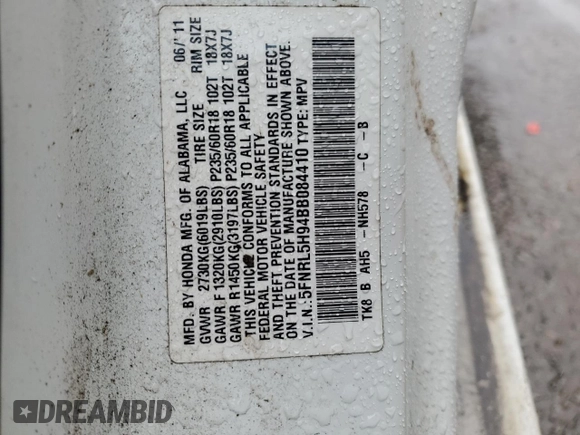 MFD. BY HONDA MFG. OF ALABAMA, LLC 06/'11
TIRE SIZE RIM SIZE
GVWR 2730KG(6019LBS)
GAWR F 1320KG(2910LBS) P235/60R18 102T 18X7J
GAWR R1450KG(3197LBS) P235/60R18 102T 18X7J
THIS VEHICLE CONFORMS TO ALL APPLICABLE
FEDERAL MOTOR VEHICLE SAFETY
AND THEFT PREVENTION STANDARDS IN EFFECT
ON THE DATE OF MANUFACTURE SHOWN ABOVE.
V.I.N.:5FNRL5H94BB084410 TYPE: MPV
TK8 B AH5 -NH578 -C -B
DREAMBID